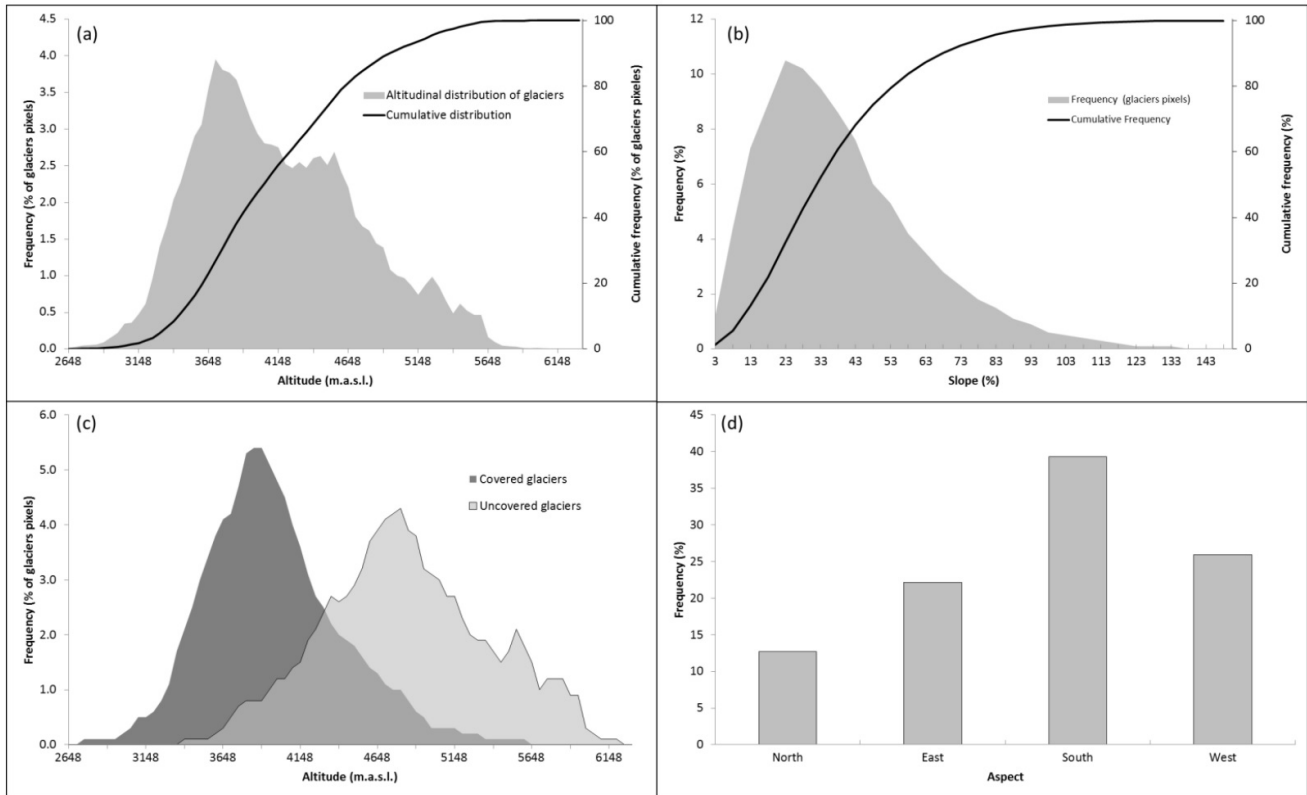 (a)
4.5
4.0
3.5
3.0
2.5
2.0
1.5
1.0
0.5
0.0
Frequency (% of glaciers pixels)
Altitudinal distribution of glaciers
Cumulative distribution
100
80
60
40
20
0
Cumulative frequency (% of glaciers pixeles)
2648 3148 3648 4148 4648 5148 5648 6148
Altitude (m.a.s.l.)
(b)
12
10
8
6
4
2
0
Frequency (%)
Frequency (glaciers pixels)
Cumulative Frequency
100
80
60
40
20
0
Cumulative frequency (%)
3 13 23 33 43 53 63 73 83 93 103 113 123 133 143
Slope (%)
(c)
6.0
5.0
4.0
3.0
2.0
1.0
0.0
Frequency (% of glaciers pixels)
Covered glaciers
Uncovered glaciers
2648 3148 3648 4148 4648 5148 5648 6148
Altitude (m.a.s.l.)
(d)
45
40
35
30
25
20
15
10
5
0
Frequency (%)
North East South West
Aspect